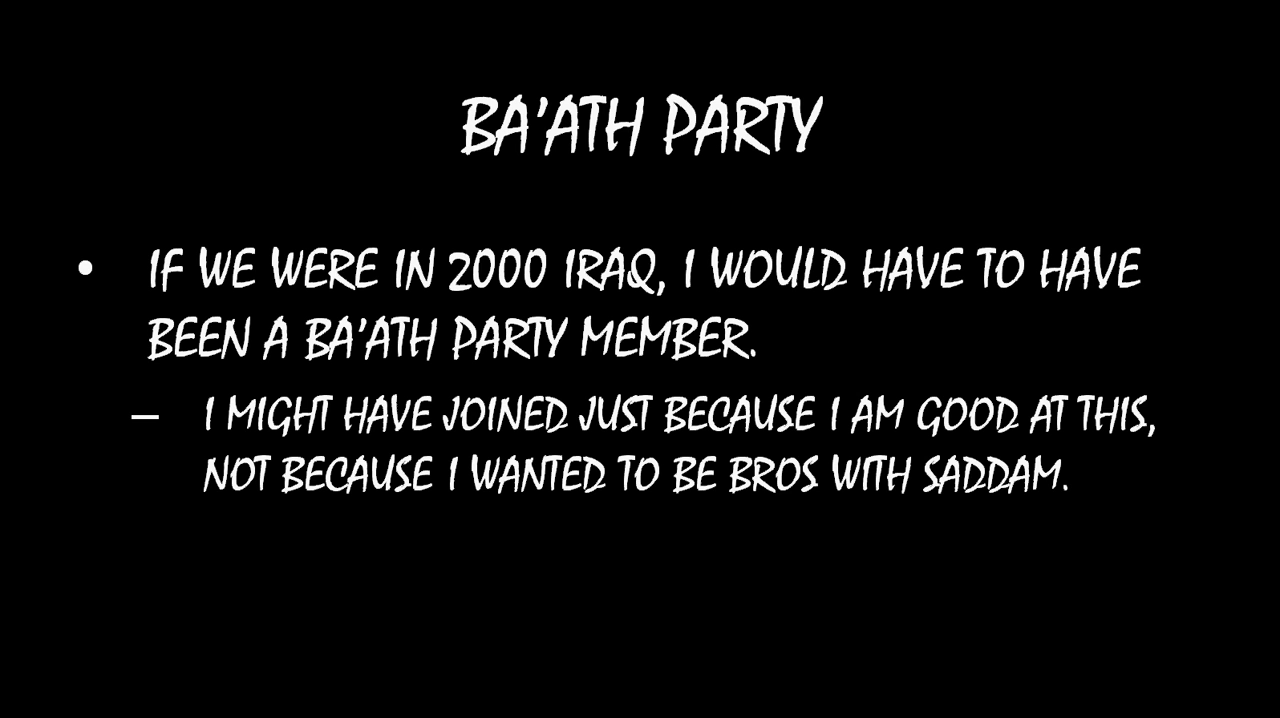 BA'ATH PARTY
• IF WE WERE IN 2000 IRAQ, I WOULD HAVE TO HAVE
BEEN A BA'ATH PARTY MEMBER.
– I MIGHT HAVE JOINED JUST BECAUSE I AM GOOD AT THIS,
NOT BECAUSE I WANTED TO BE BROS WITH SADDAM.